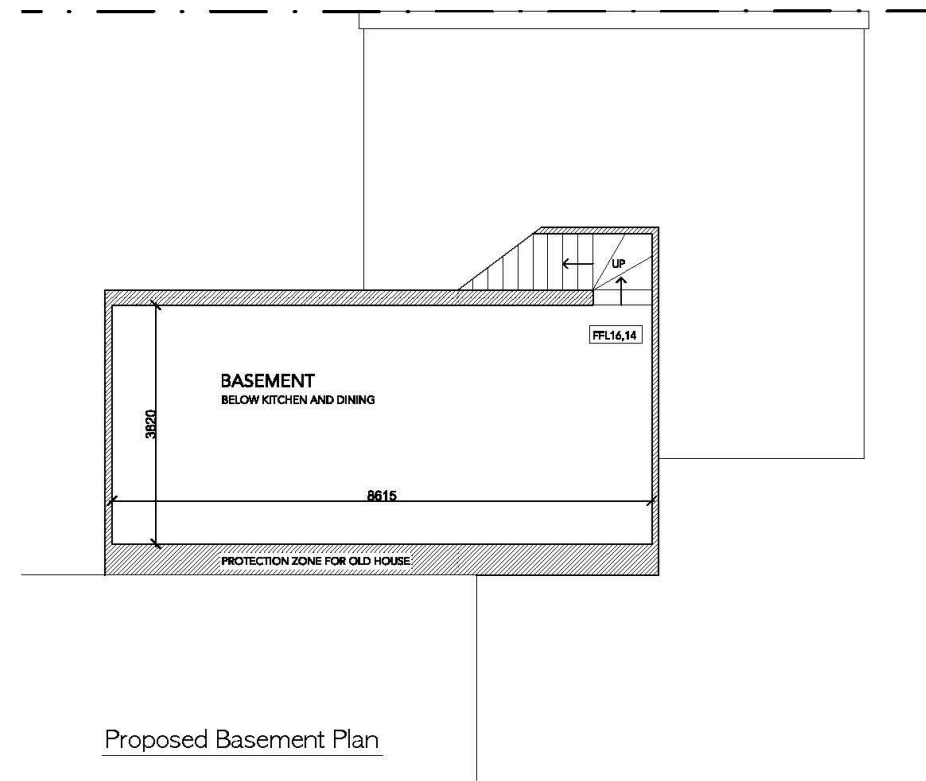 UP
FFL16,14
BASEMENT
BELOW KITCHEN AND DINING
3820
8615
PROTECTION ZONE FOR OLD HOUSE
Proposed Basement Plan